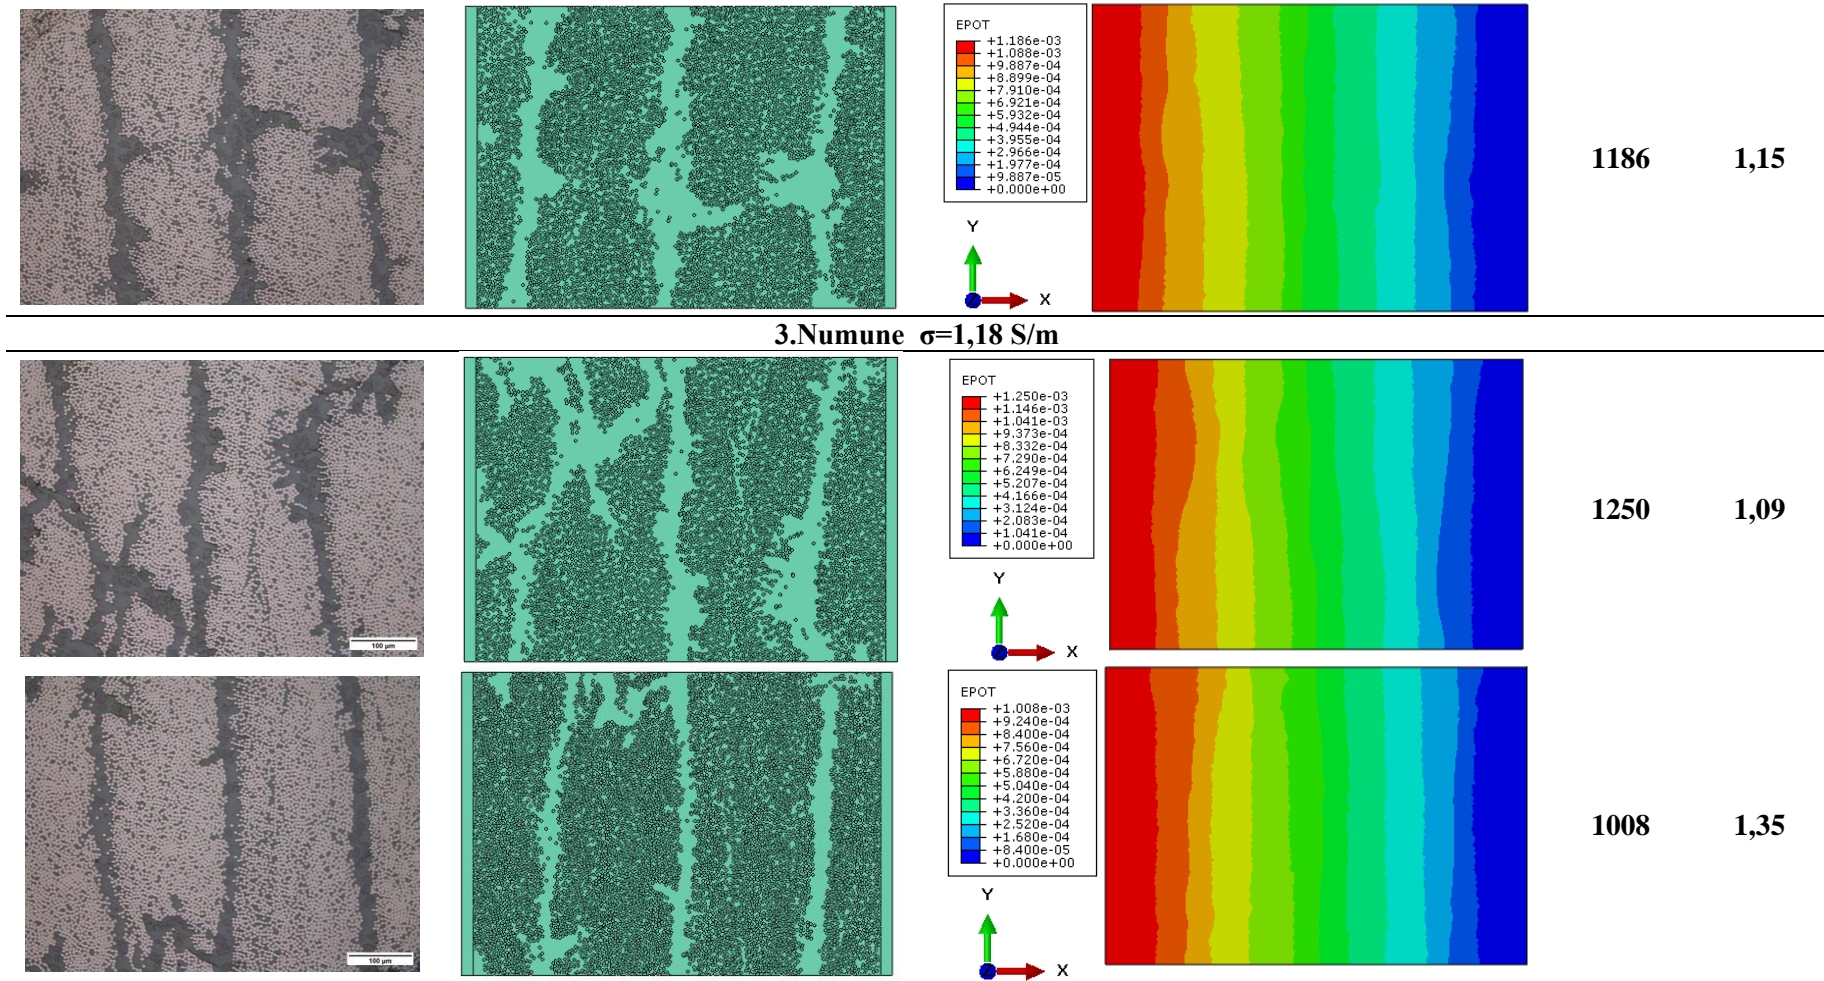 EPOT
+1.186e-03
+1.088e-03
+9.887e-04
+8.899e-04
+7.910e-04
+6.921e-04
+5.932e-04
+4.944e-04
+3.955e-04
+2.966e-04
+1.977e-04
+9.887e-05
+0.000e+00
Y
Z
X
1186 1,15
3.Numune σ=1,18 S/m
100 µm
EPOT
+1.250e-03
+1.146e-03
+1.041e-03
+9.373e-04
+8.332e-04
+7.290e-04
+6.249e-04
+5.207e-04
+4.166e-04
+3.124e-04
+2.083e-04
+1.041e-04
+0.000e+00
Y
Z
X
1250 1,09
100 µm
EPOT
+1.008e-03
+9.240e-04
+8.400e-04
+7.560e-04
+6.720e-04
+5.880e-04
+5.040e-04
+4.200e-04
+3.360e-04
+2.520e-04
+1.680e-04
+8.400e-05
+0.000e+00
Y
Z
X
1008 1,35